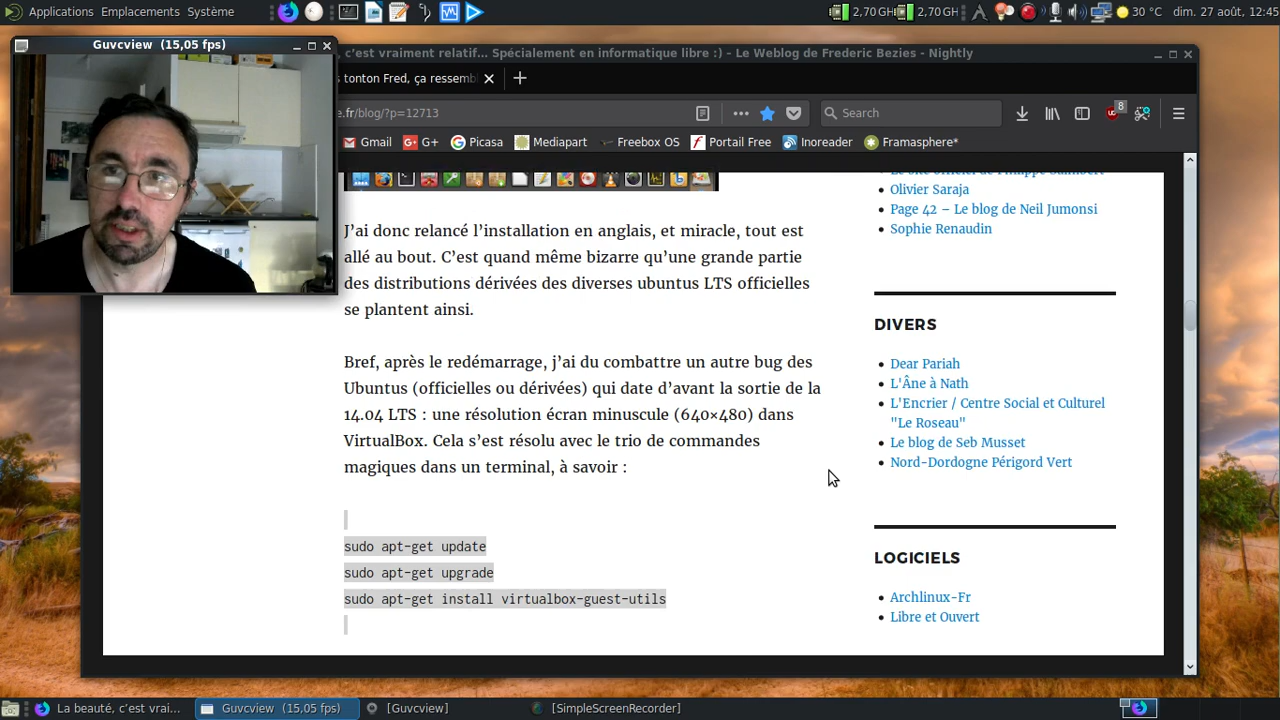 Applications Emplacements Système
2,70 GH 2,70 GH 30 °C dim. 27 août, 12:45
Guvcview (15,05 fps)
, c'est vraiment relatif... Spécialement en informatique libre :) - Le Weblog de Frederic Bezies - Nightly
tonton Fred, ça ressemb
e.fr/blog/?p=12713
Search
8
Gmail G+ Picasa Mediapart Freebox OS Portail Free Inoreader Framasphere*
Olivier Saraja
Page 42 – Le blog de Neil Jumonsi
Sophie Renaudin
J'ai donc relancé l'installation en anglais, et miracle, tout est
allé au bout. C'est quand même bizarre qu'une grande partie
des distributions dérivées des diverses ubuntus LTS officielles
se plantent ainsi.
Bref, après le redémarrage, j'ai du combattre un autre bug des
Ubuntus (officielles ou dérivées) qui date d'avant la sortie de la
14.04 LTS : une résolution écran minuscule (640×480) dans
VirtualBox. Cela s'est résolu avec le trio de commandes
magiques dans un terminal, à savoir :
sudo apt-get update
sudo apt-get upgrade
sudo apt-get install virtualbox-guest-utils
DIVERS
Dear Pariah
L'Âne à Nath
L'Encrier / Centre Social et Culturel
"Le Roseau"
Le blog de Seb Musset
Nord-Dordogne Périgord Vert
LOGICIELS
Archlinux-Fr
Libre et Ouvert
La beauté, c'est vrai... Guvcview (15,05 fps) [Guvcview] [SimpleScreenRecorder]